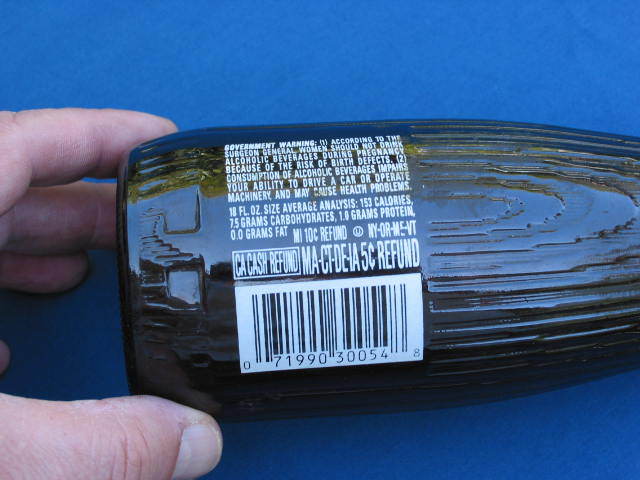 GOVERNMENT WARNING: (1) ACCORDING TO THE
SURGEON GENERAL, WOMEN SHOULD NOT DRINK
ALCOHOLIC BEVERAGES DURING PREGNANCY
BECAUSE OF THE RISK OF BIRTH DEFECTS. (2)
CONSUMPTION OF ALCOHOLIC BEVERAGES IMPAIRS
YOUR ABILITY TO DRIVE A CAR OR OPERATE
MACHINERY, AND MAY CAUSE HEALTH PROBLEMS.
18 FL. OZ. SIZE AVERAGE ANALYSIS: 153 CALORIES,
7.5 GRAMS CARBOHYDRATES, 1.8 GRAMS PROTEIN,
0.0 GRAMS FAT MI 10¢ REFUND U NY-OR-ME-VT
CA CASH REFUND MA-CT-DE-IA 5¢ REFUND
0 71990 30054 8